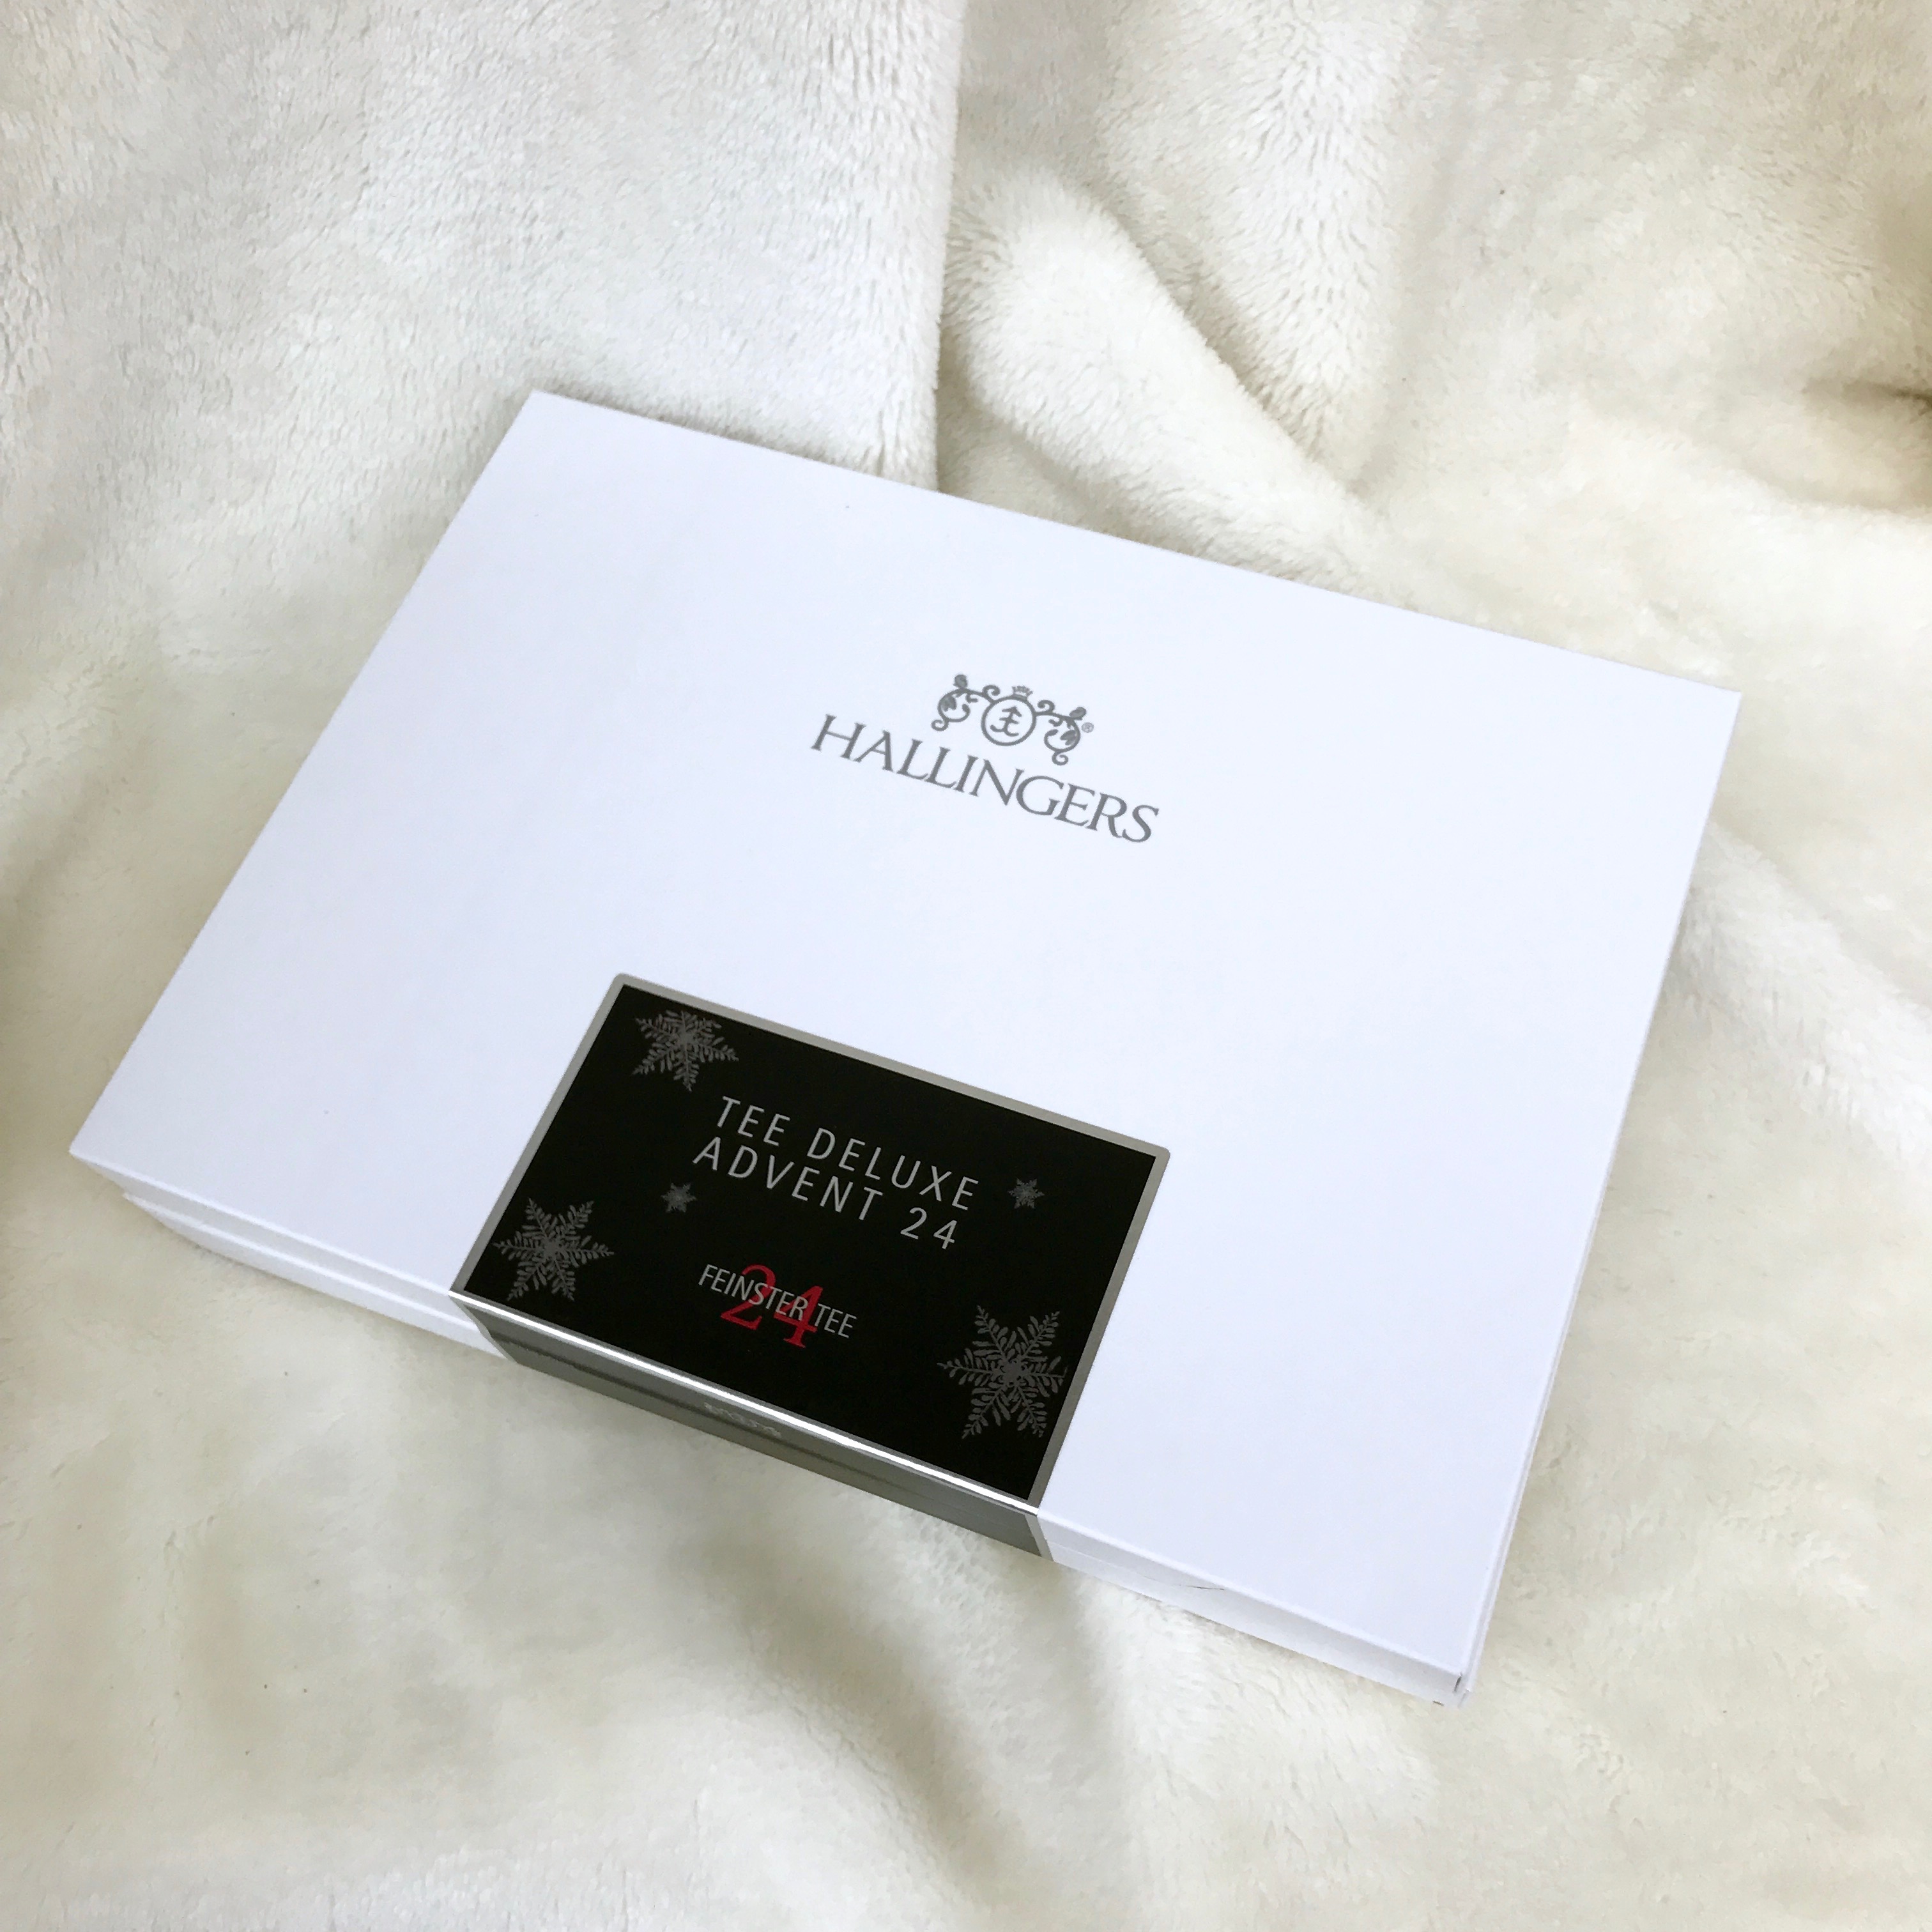 HALLINGERS
TEE DELUXE
ADVENT 24
24
FEINSTER TEE